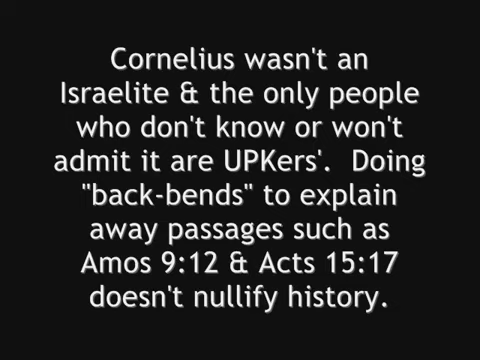 Cornelius wasn't an
Israelite & the only people
who don't know or won't
admit it are UPKers'.  Doing
"back-bends" to explain
away passages such as
Amos 9:12 & Acts 15:17
doesn't nullify history.